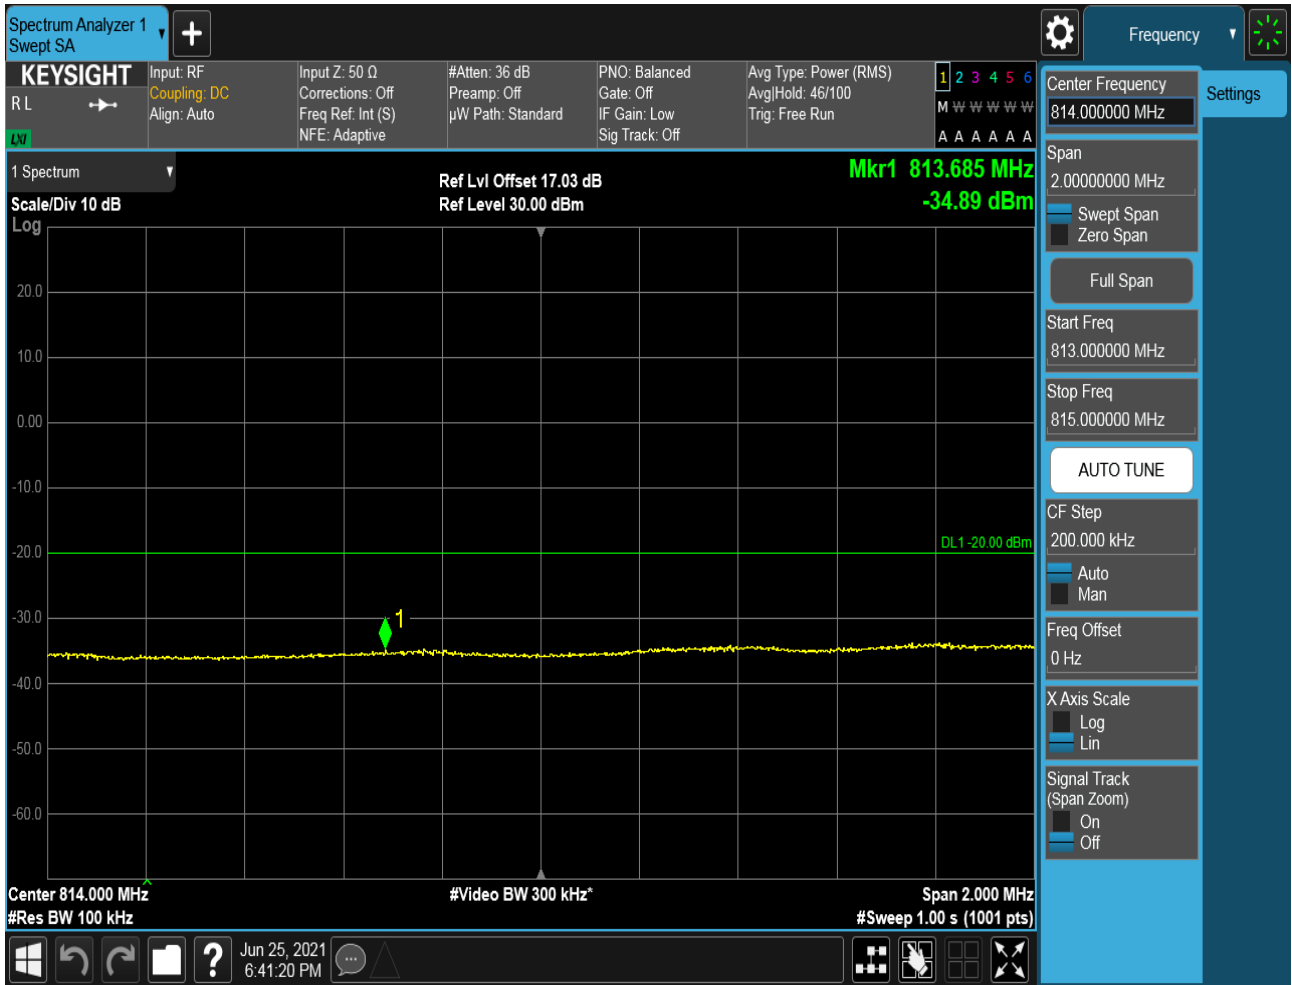 Spectrum Analyzer 1
Swept SA
Frequency
KEYSIGHT
R L
LXI
Input: RF
Coupling: DC
Align: Auto
Input Z: 50 Ω
Corrections: Off
Freq Ref: Int (S)
NFE: Adaptive
#Atten: 36 dB
Preamp: Off
µW Path: Standard
PNO: Balanced
Gate: Off
IF Gain: Low
Sig Track: Off
Avg Type: Power (RMS)
Avg|Hold: 46/100
Trig: Free Run
1 2 3 4 5 6
M W W W W W
A A A A A A
1 Spectrum
Scale/Div 10 dB
Log
Ref Lvl Offset 17.03 dB
Ref Level 30.00 dBm
Mkr1 813.685 MHz
-34.89 dBm
20.0
10.0
0.00
-10.0
-20.0
-30.0
-40.0
-50.0
-60.0
DL1 -20.00 dBm
1
Center 814.000 MHz
#Res BW 100 kHz
#Video BW 300 kHz*
Span 2.000 MHz
#Sweep 1.00 s (1001 pts)
Jun 25, 2021
6:41:20 PM
Center Frequency
814.000000 MHz
Settings
Span
2.00000000 MHz
Swept Span
Zero Span
Full Span
Start Freq
813.000000 MHz
Stop Freq
815.000000 MHz
AUTO TUNE
CF Step
200.000 kHz
Auto
Man
Freq Offset
0 Hz
X Axis Scale
Log
Lin
Signal Track
(Span Zoom)
On
Off